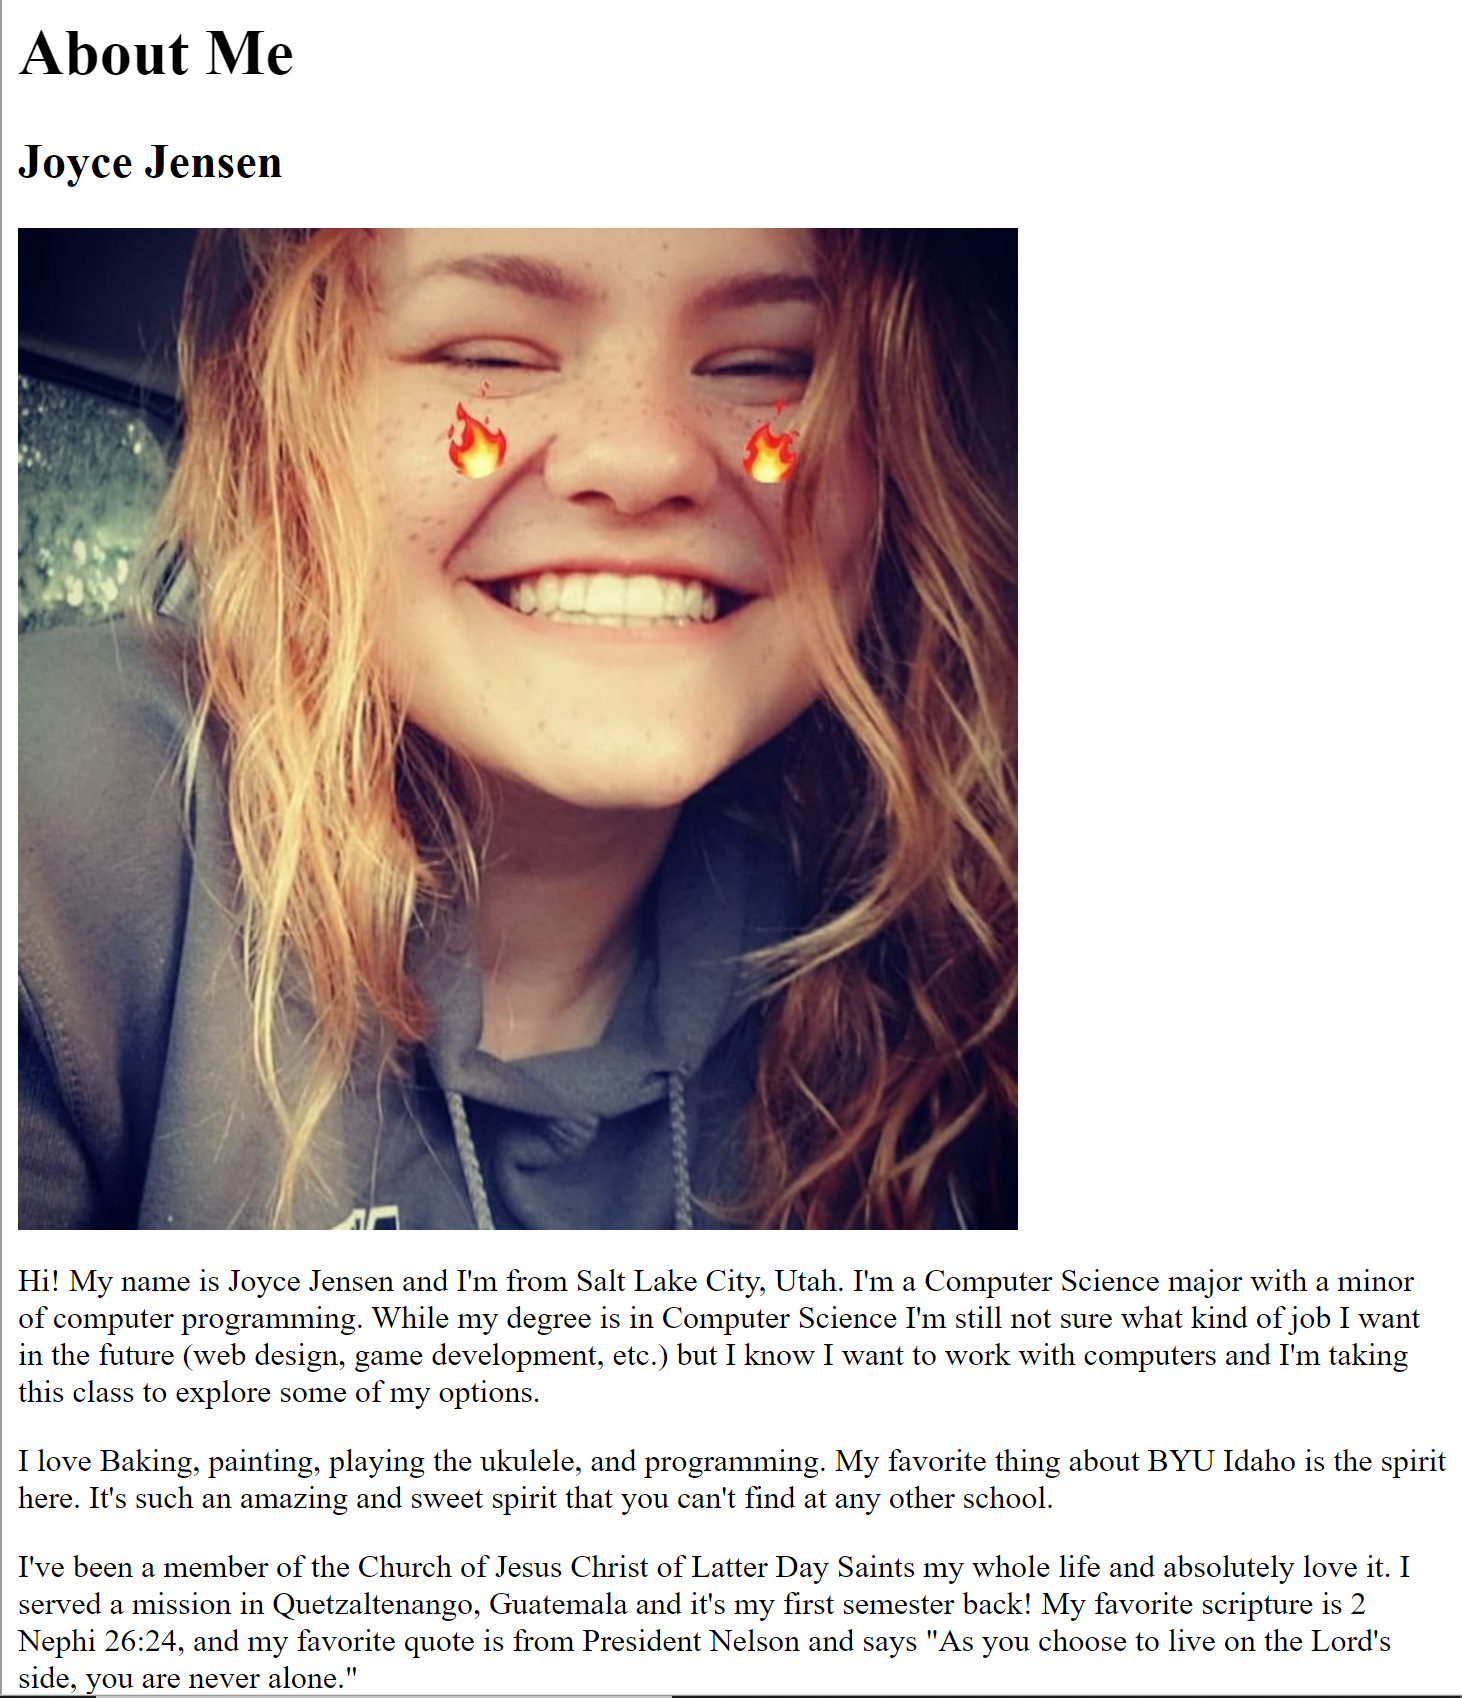 About Me
Joyce Jensen
Hi! My name is Joyce Jensen and I'm from Salt Lake City, Utah. I'm a Computer Science major with a minor
of computer programming. While my degree is in Computer Science I'm still not sure what kind of job I want
in the future (web design, game development, etc.) but I know I want to work with computers and I'm taking
this class to explore some of my options.
I love Baking, painting, playing the ukulele, and programming. My favorite thing about BYU Idaho is the spirit
here. It's such an amazing and sweet spirit that you can't find at any other school.
I've been a member of the Church of Jesus Christ of Latter Day Saints my whole life and absolutely love it. I
served a mission in Quetzaltenango, Guatemala and it's my first semester back! My favorite scripture is 2
Nephi 26:24, and my favorite quote is from President Nelson and says "As you choose to live on the Lord's
side, you are never alone."